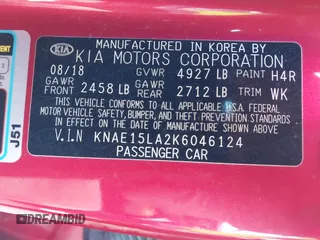 MANUFACTURED IN KOREA BY
KIA KIA MOTORS CORPORATION
08/18 GVWR 4927 LB PAINT H4R
GAWR FRONT 2458 LB GAWR REAR 2712 LB TRIM WK
THIS VEHICLE CONFORMS TO ALL APPLICABLE U.S.A. FEDERAL
MOTOR VEHICLE SAFETY, BUMPER, AND THEFT PREVENTION
STANDARDS IN EFFECT ON THE DATE OF MANUFACTURE SHOWN ABOVE.
V.I.N KNAE15LA2K6046124
PASSENGER CAR
J51
DREAMBID